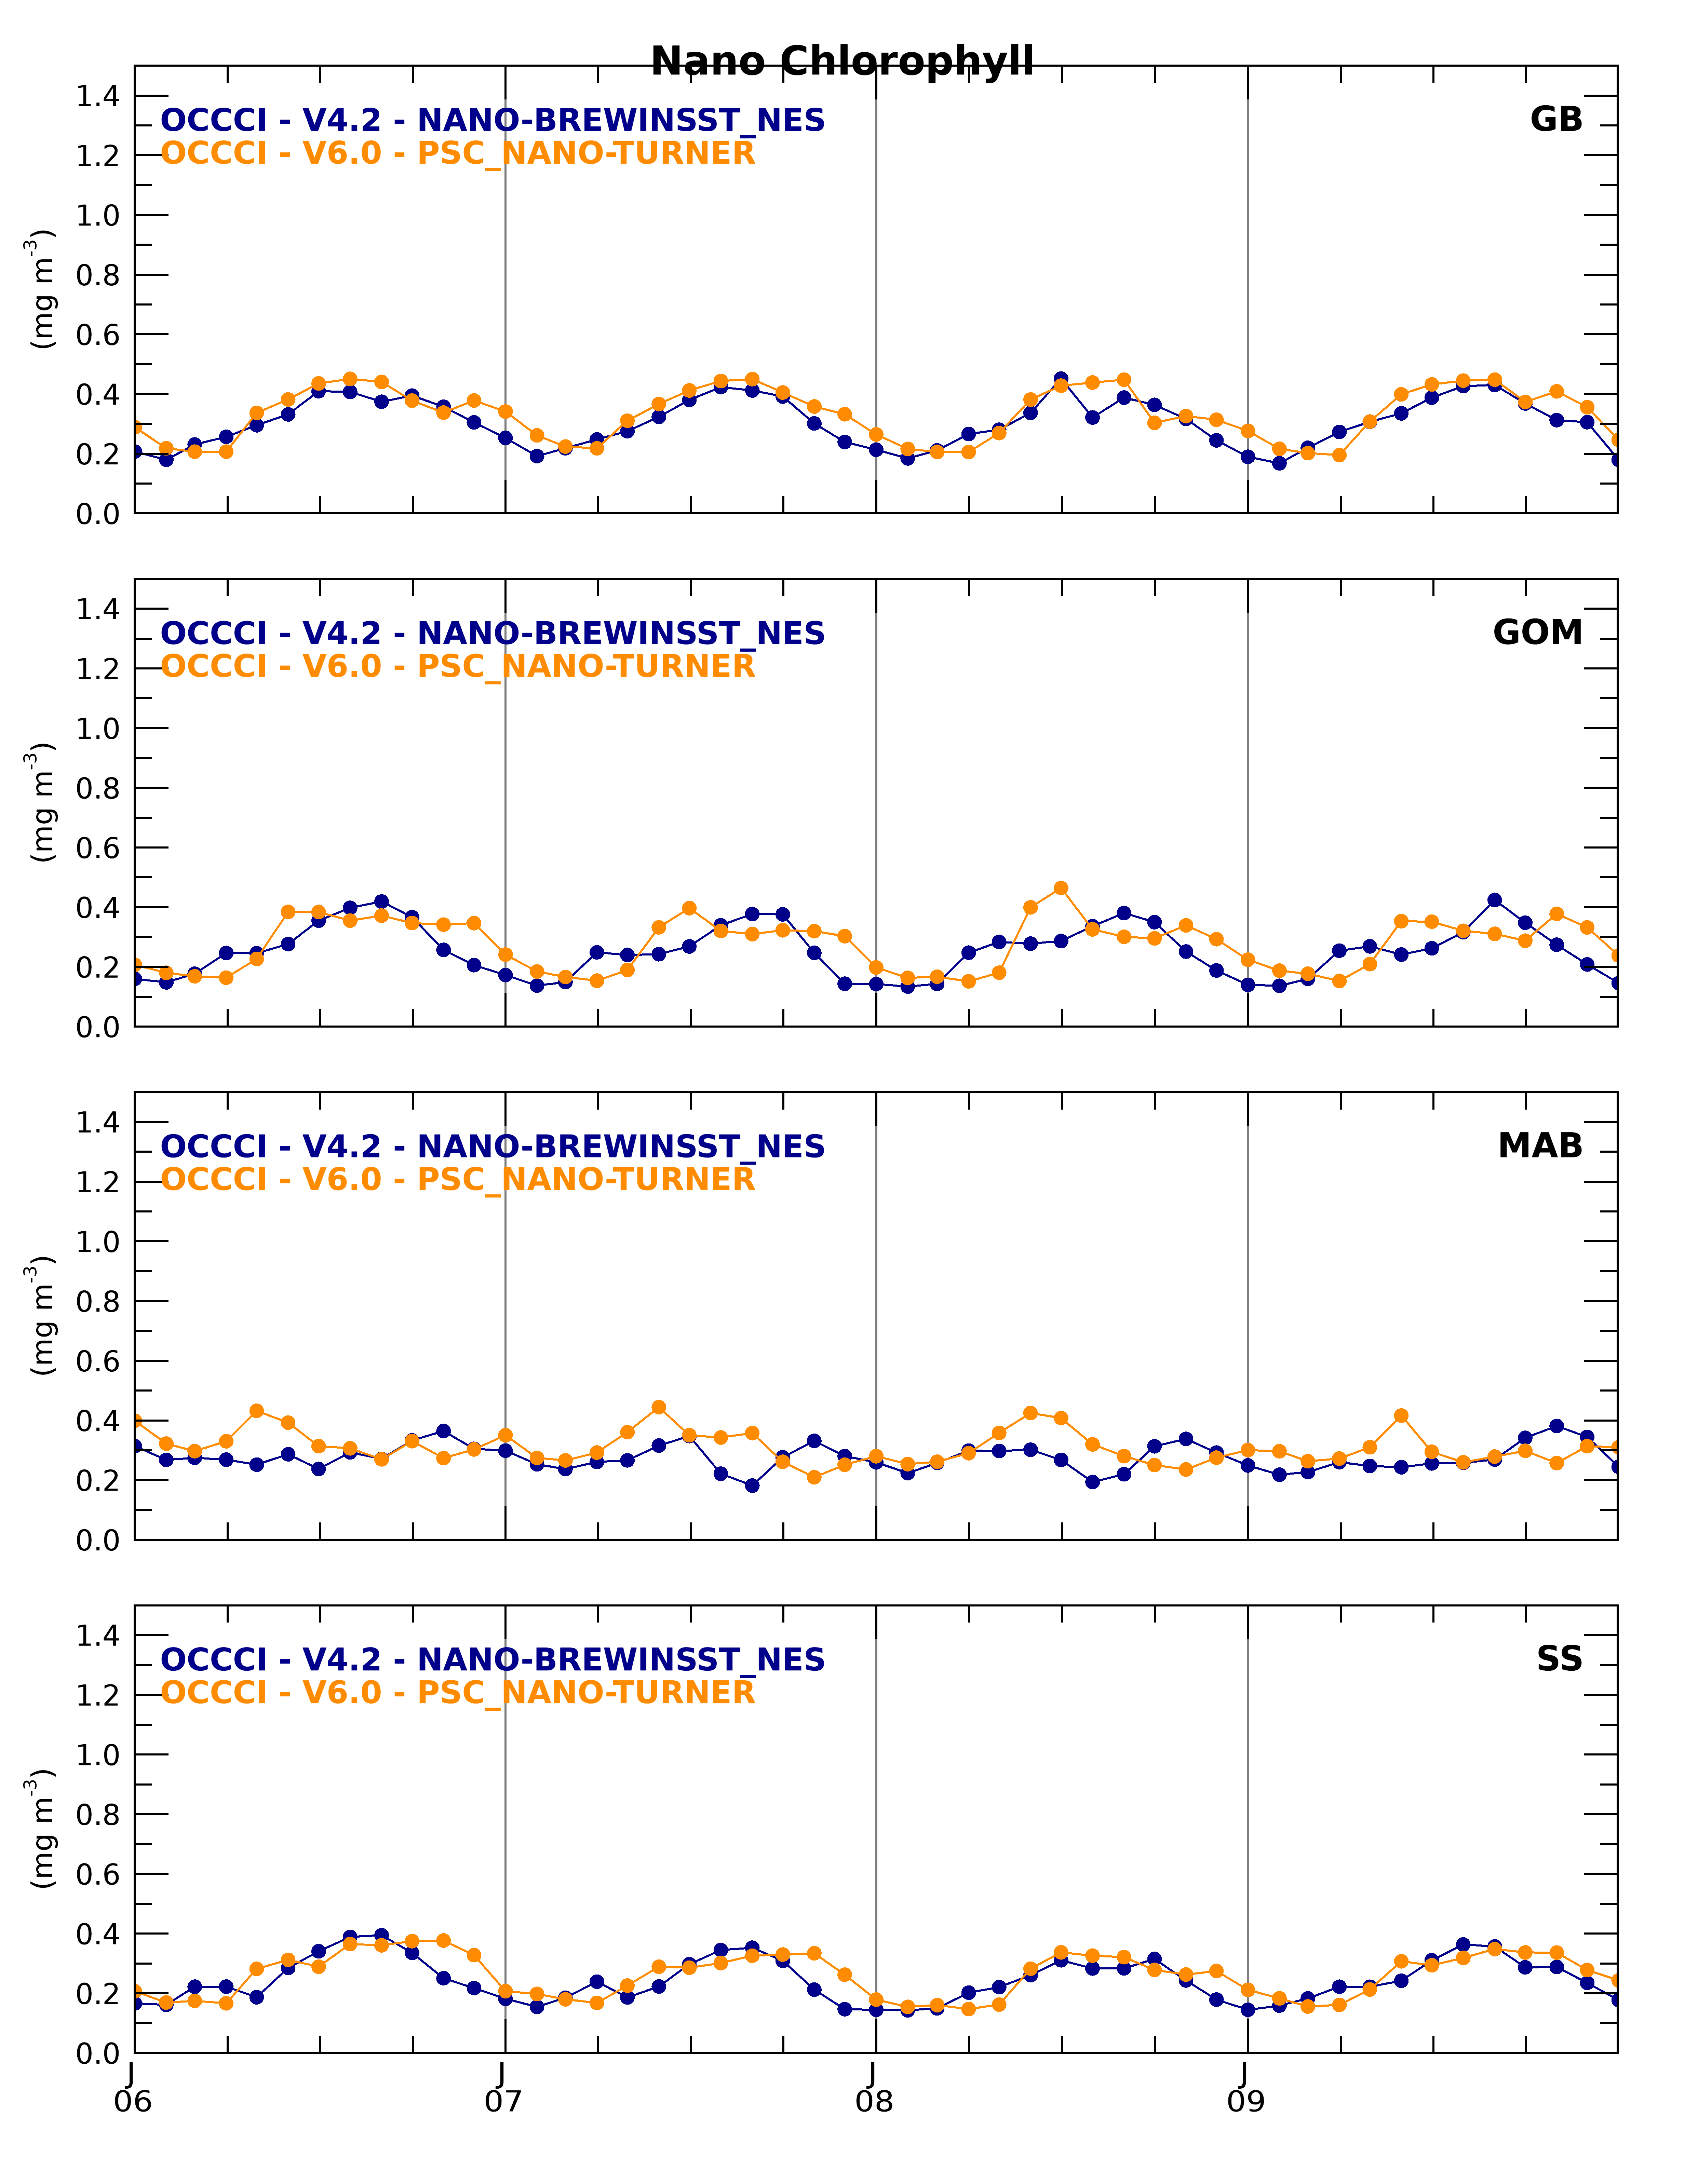 Nano Chlorophyll
OCCCI - V4.2 - NANO-BREWINSST_NES
GB
OCCCI - V6.0 - PSC_NANO-TURNER
1.4
1.2
1.0
0.8
0.6
0.4
0.2
0.0
(mg m-3)
OCCCI - V4.2 - NANO-BREWINSST_NES
GOM
OCCCI - V6.0 - PSC_NANO-TURNER
1.4
1.2
1.0
0.8
0.6
0.4
0.2
0.0
(mg m-3)
OCCCI - V4.2 - NANO-BREWINSST_NES
MAB
OCCCI - V6.0 - PSC_NANO-TURNER
1.4
1.2
1.0
0.8
0.6
0.4
0.2
0.0
(mg m-3)
OCCCI - V4.2 - NANO-BREWINSST_NES
SS
OCCCI - V6.0 - PSC_NANO-TURNER
1.4
1.2
1.0
0.8
0.6
0.4
0.2
0.0
(mg m-3)
J J J J
06 07 08 09